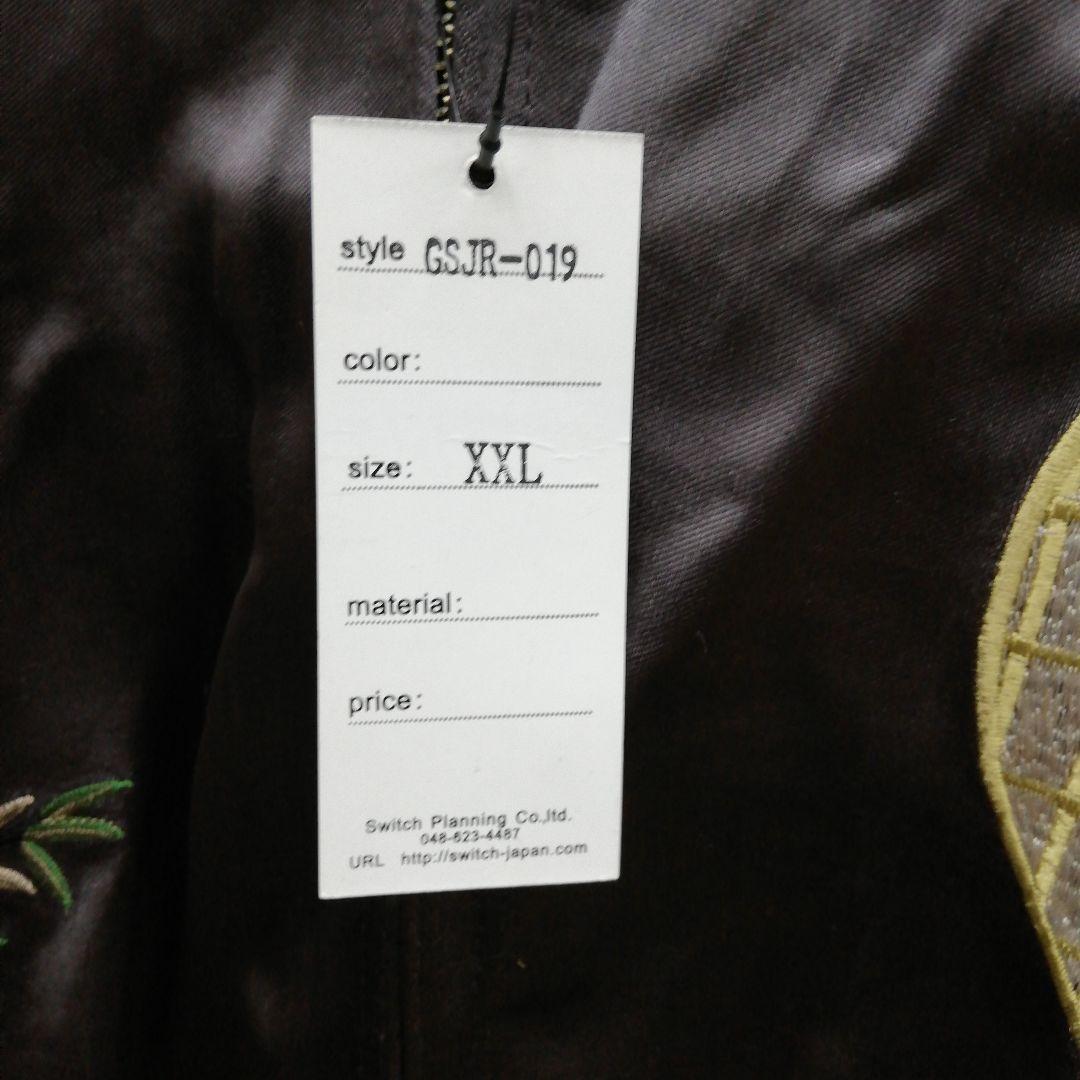 style GSJR-019
color:
size: XXL
material:
price:
Switch Planning Co.,ltd.
048-623-4487
URL http://switch-japan.com